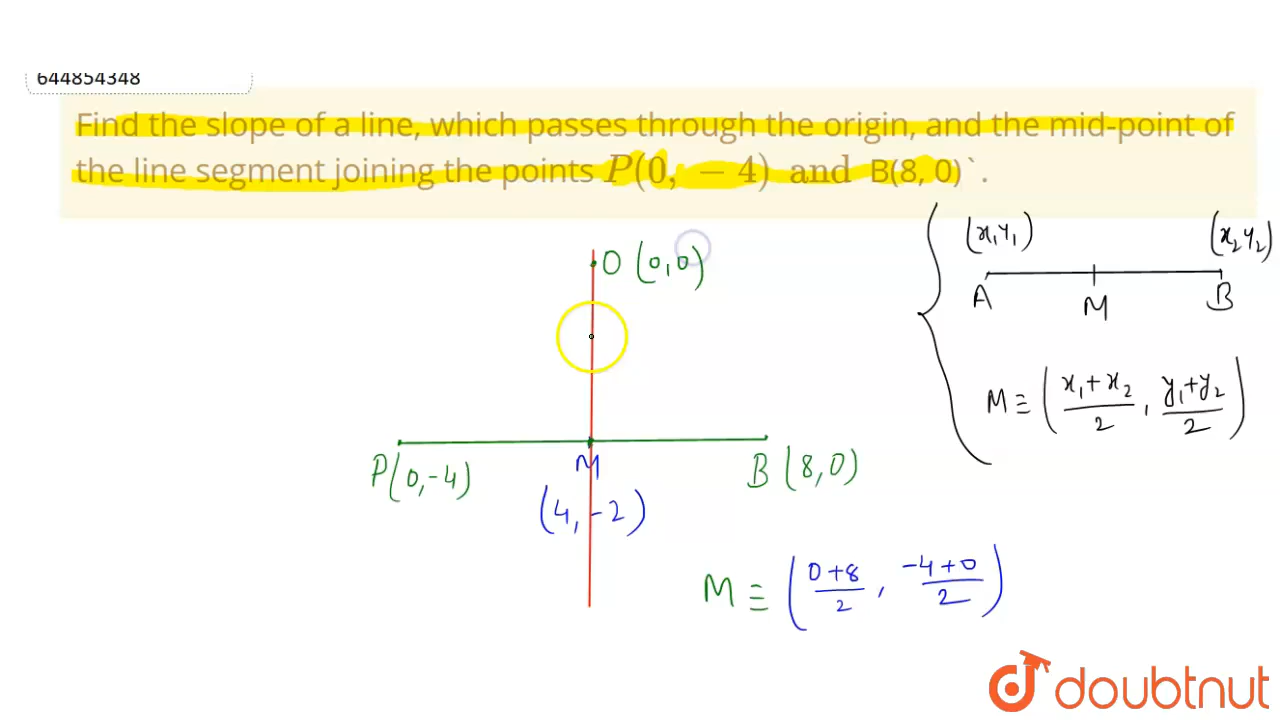 644854348
Find the slope of a line, which passes through the origin, and the mid-point of
the line segment joining the points P(0, −4) and B(8, 0)`.
(x₁y₁) (x₂y₂)
O (0,0)
A M B
M ≡ (x₁+x₂/2, y₁+y₂/2)
P(0,-4) M B (8,0)
(4,-2)
M ≡ (0+8/2, -4+0/2)
doubtnut